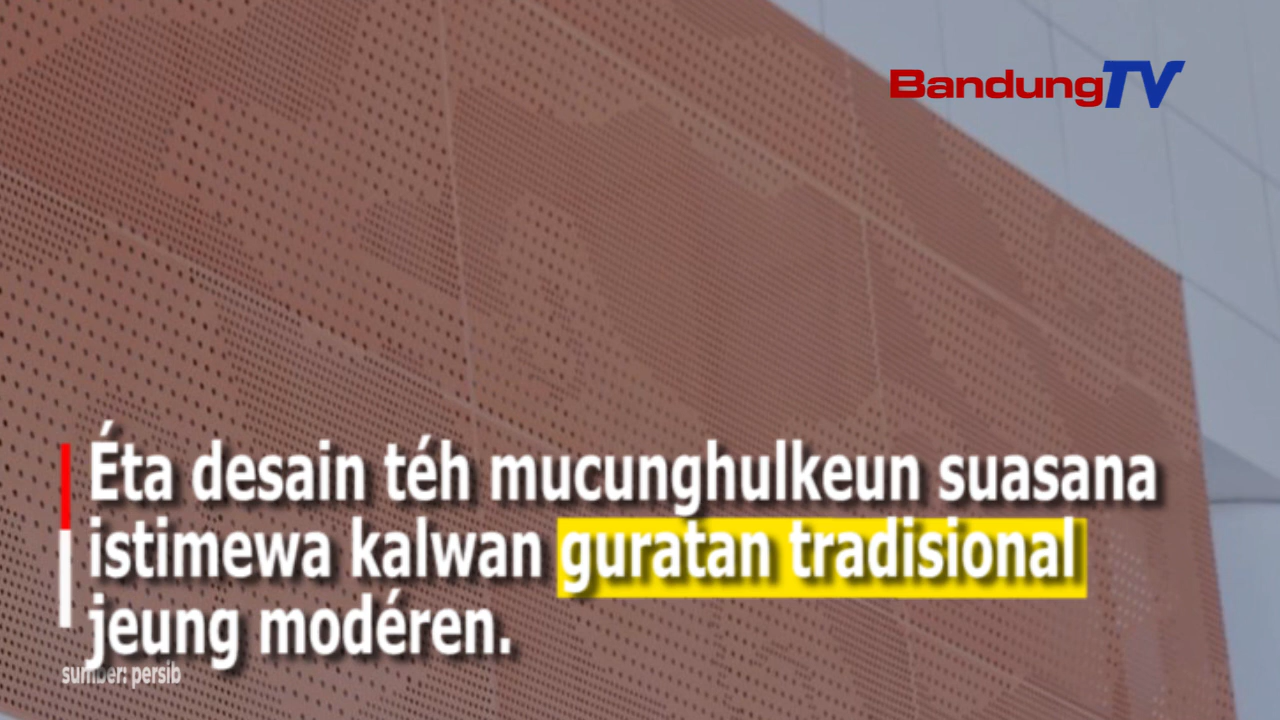 BandungTV
Éta desain téh mucunghulkeun suasana
istimewa kalwan guratan tradisional
jeung modéren.
sumber: persib